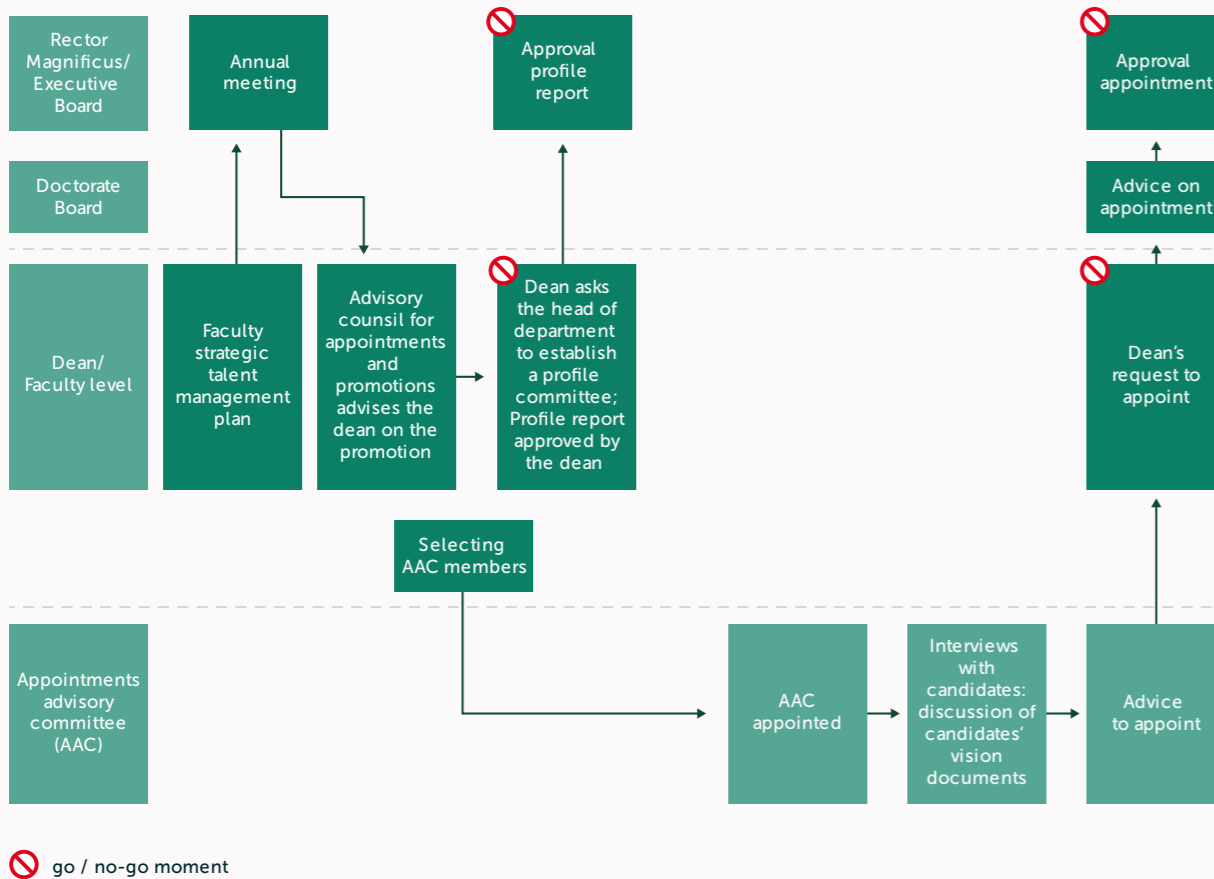 Rector
Magnificus/
Executive
Board
Annual
meeting
Approval
profile
report
Approval
appointment
Doctorate
Board
Advice on
appointment
Dean/
Faculty level
Faculty
strategic
talent
management
plan
Advisory
counsil for
appointments
and
promotions
advises the
dean on the
promotion
Dean asks
the head of
department
to establish
a profile
committee;
Profile report
approved by
the dean
Dean's
request to
appoint
Selecting
AAC members
Appointments
advisory
committee
(AAC)
AAC
appointed
Interviews
with
candidates:
discussion of
candidates'
vision
documents
Advice
to appoint
go / no-go moment